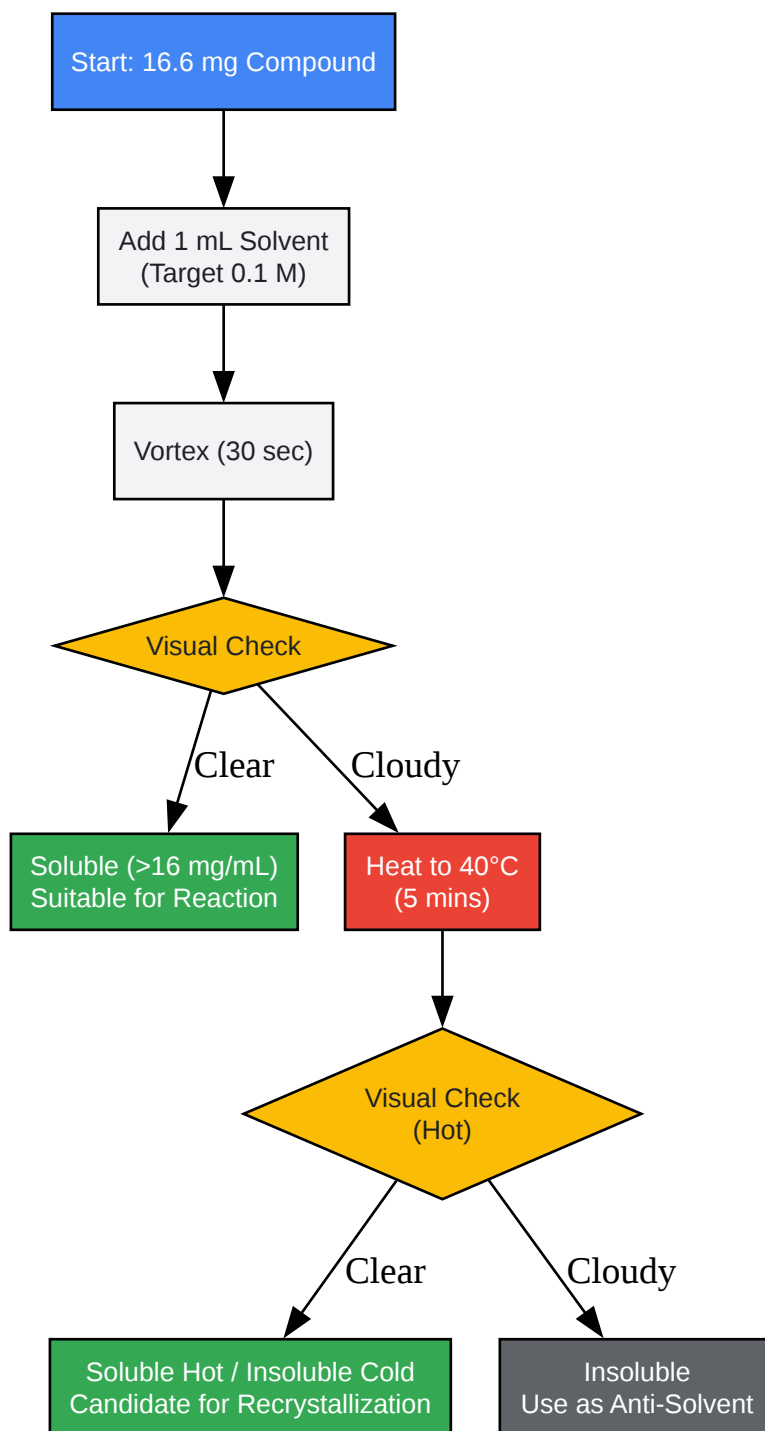 Start: 16.6 mg Compound
Add 1 mL Solvent
(Target 0.1 M)
Vortex (30 sec)
Visual Check
Clear
Cloudy
Soluble (>16 mg/mL)
Suitable for Reaction
Heat to 40°C
(5 mins)
Visual Check
(Hot)
Clear
Cloudy
Soluble Hot / Insoluble Cold
Candidate for Recrystallization
Insoluble
Use as Anti-Solvent